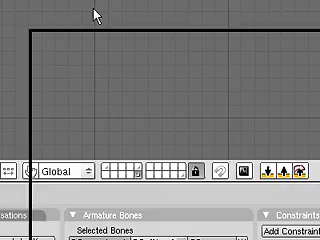 Global
sations
Armature Bones
Constraints
Selected Bones
Add Constraint